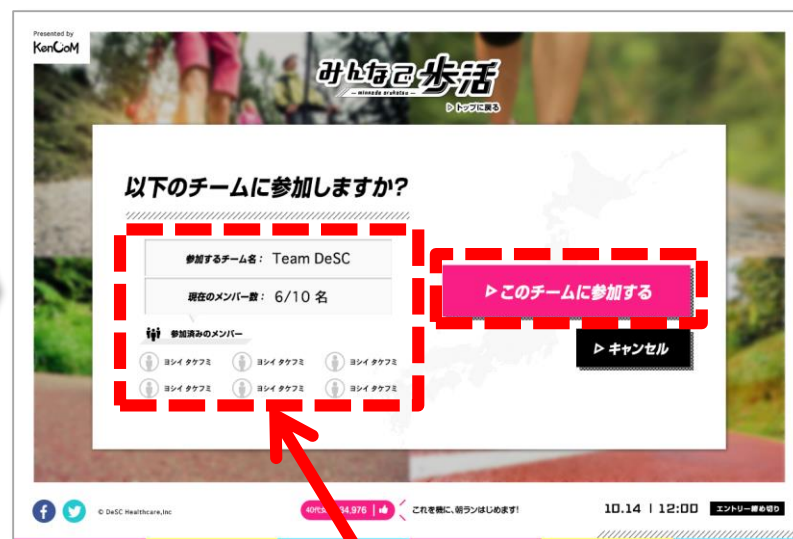 Presented by
KenCoM
みんなで歩活
— minnade aruk​atsu —
▷トップに戻る
以下のチームに参加しますか?
参加するチーム名： Team DeSC
現在のメンバー数： 6/10 名
参加済みのメンバー
ヨシイ タケフミ ヨシイ タケフミ ヨシイ タケフミ
ヨシイ タケフミ ヨシイ タケフミ ヨシイ タケフミ
▷このチームに参加する
▷ キャンセル
© DeSC Healthcare,Inc
4,976
これを機に、朝ランはじめます!
10.14 | 12:00 エントリー締め切り